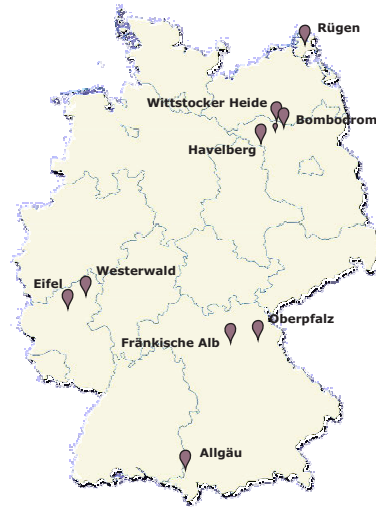 Rügen
Wittstocker Heide
Bombodrom
Havelberg
Westerwald
Eifel
Oberpfalz
Fränkische Alb
Allgäu